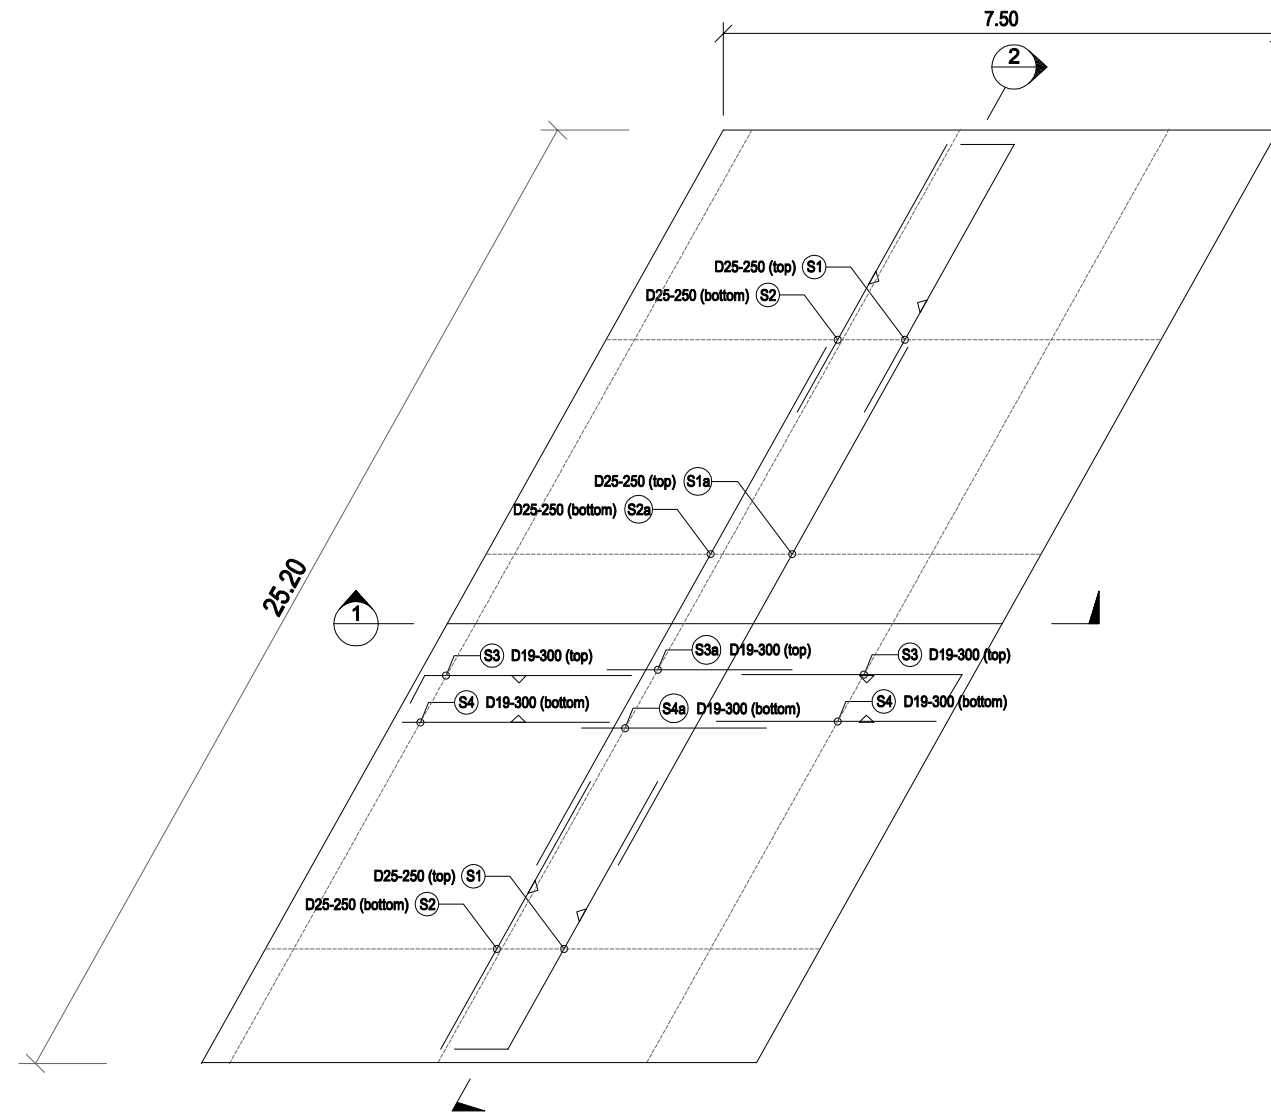 7.50
2
D25-250 (top) S1
D25-250 (bottom) S2
D25-250 (top) S1a
D25-250 (bottom) S2a
25.20
1
S3 D19-300 (top)
S3a D19-300 (top)
S3 D19-300 (top)
S4 D19-300 (bottom)
S4a D19-300 (bottom)
S4 D19-300 (bottom)
D25-250 (top) S1
D25-250 (bottom) S2